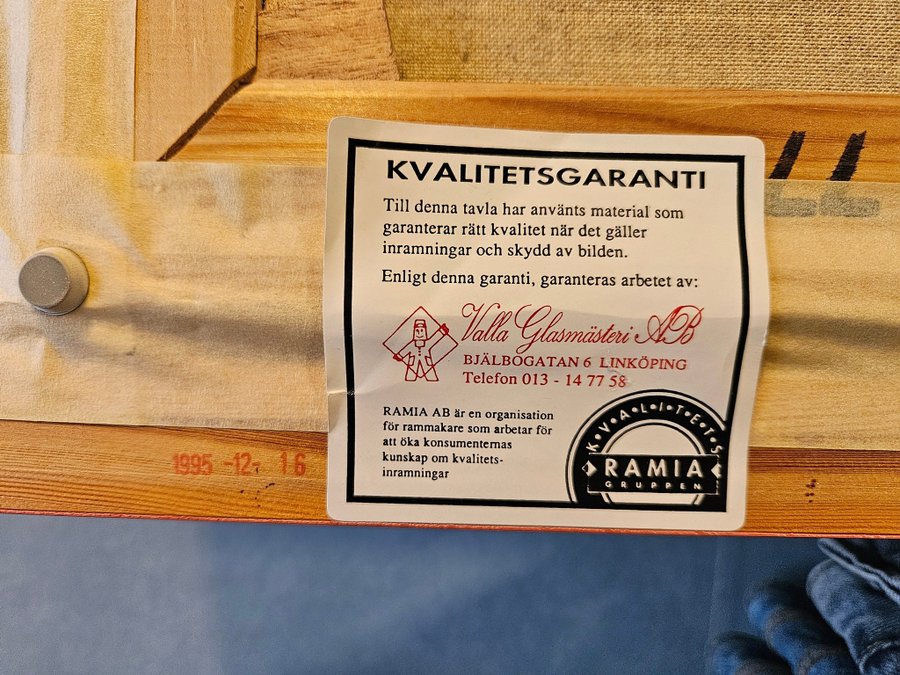 KVALITETSGARANTI
Till denna tavla har använts material som
garanterar rätt kvalitet när det gäller
inramningar och skydd av bilden.
Enligt denna garanti, garanteras arbetet av:
Valla Glasmästeri AB
BJÄLBOGATAN 6 LINKÖPING
Telefon 013 - 14 77 58
RAMIA AB är en organisation
för rammakare som arbetar för
att öka konsumenternas
kunskap om kvalitets-
inramningar
K•V•A•L•I•T•E•T•S
RAMIA
GRUPPEN
1995 -12- 16